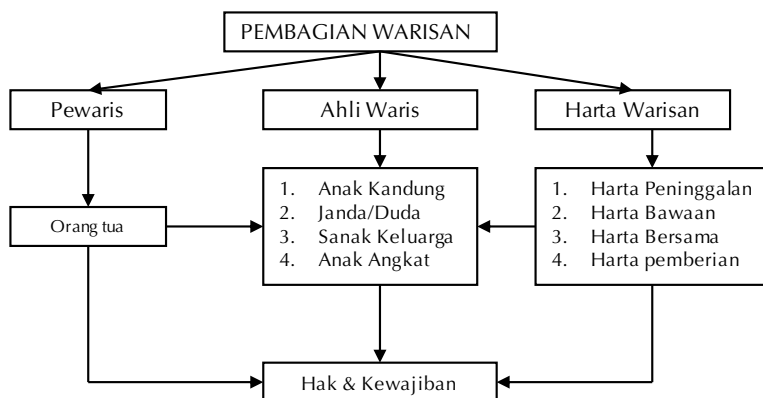 PEMBAGIAN WARISAN
Pewaris
Ahli Waris
Harta Warisan
Orang tua
1. Anak Kandung
2. Janda/Duda
3. Sanak Keluarga
4. Anak Angkat
1. Harta Peninggalan
2. Harta Bawaan
3. Harta Bersama
4. Harta pemberian
Hak & Kewajiban